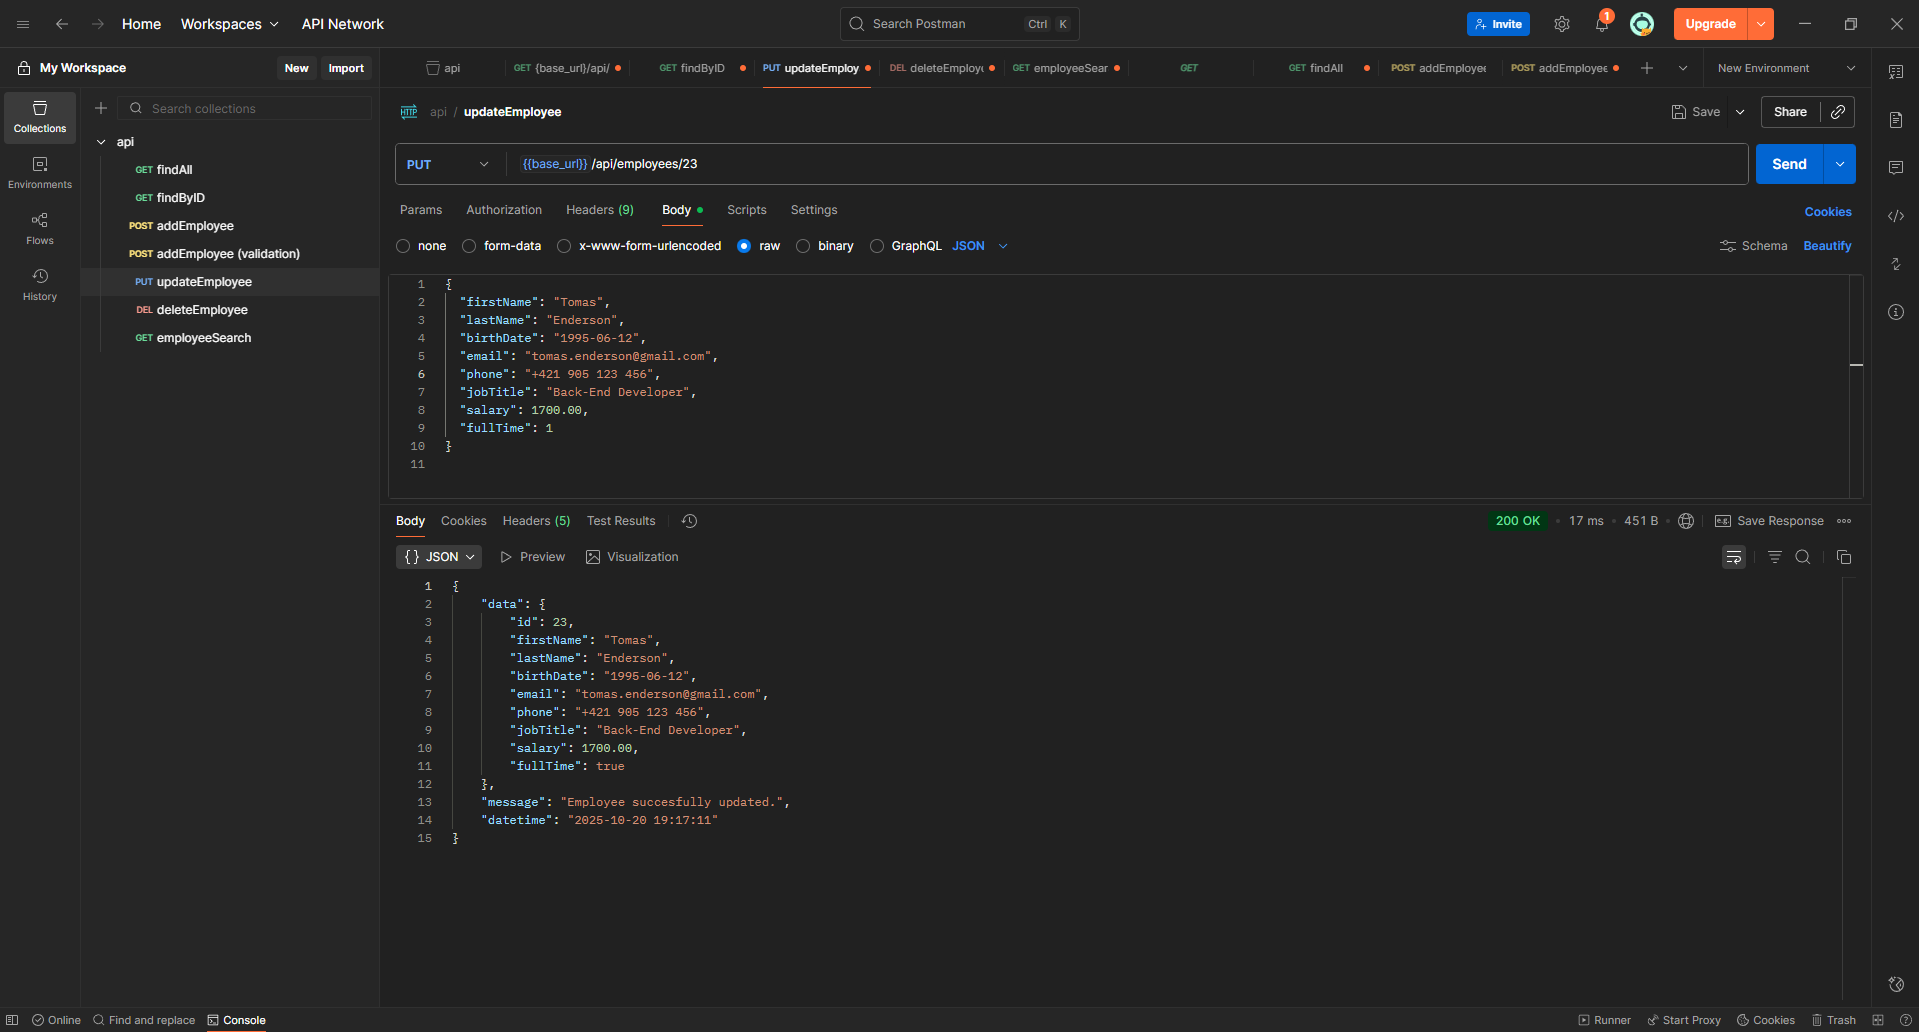 Home Workspaces API Network Search Postman Ctrl K Invite 1 Upgrade
My Workspace New Import
api GET {base_url}/api/ GET findByID PUT updateEmploy DEL deleteEmploy GET employeeSear GET GET findAll POST addEmployee POST addEmployee New Environment
Collections
Environments
Flows
History
Search collections
api
GET findAll
GET findByID
POST addEmployee
POST addEmployee (validation)
PUT updateEmployee
DEL deleteEmployee
GET employeeSearch
HTTP api / updateEmployee Save Share
PUT {{base_url}} /api/employees/23 Send
Params Authorization Headers (9) Body Scripts Settings Cookies
none form-data x-www-form-urlencoded raw binary GraphQL JSON Schema Beautify
1 {
2 "firstName": "Tomas",
3 "lastName": "Enderson",
4 "birthDate": "1995-06-12",
5 "email": "tomas.enderson@gmail.com",
6 "phone": "+421 905 123 456",
7 "jobTitle": "Back-End Developer",
8 "salary": 1700.00,
9 "fullTime": 1
10 }
11
Body Cookies Headers (5) Test Results 200 OK 17 ms 451 B e.g. Save Response
{} JSON Preview Visualization
1 {
2 "data": {
3 "id": 23,
4 "firstName": "Tomas",
5 "lastName": "Enderson",
6 "birthDate": "1995-06-12",
7 "email": "tomas.enderson@gmail.com",
8 "phone": "+421 905 123 456",
9 "jobTitle": "Back-End Developer",
10 "salary": 1700.00,
11 "fullTime": true
12 },
13 "message": "Employee succesfully updated.",
14 "datetime": "2025-10-20 19:17:11"
15 }
Online Find and replace Console Runner Start Proxy Cookies Trash